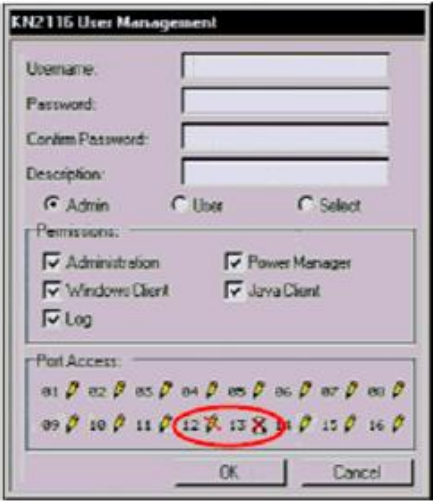 KN2116 User Management
Username:
Password:
Confirm Password:
Description:
Admin User Select
Permissions:
Administration Power Manager
Windows Client Java Client
Log
Port Access:
01 02 03 04 05 06 07 08
09 10 11 12 13 14 15 16
OK Cancel